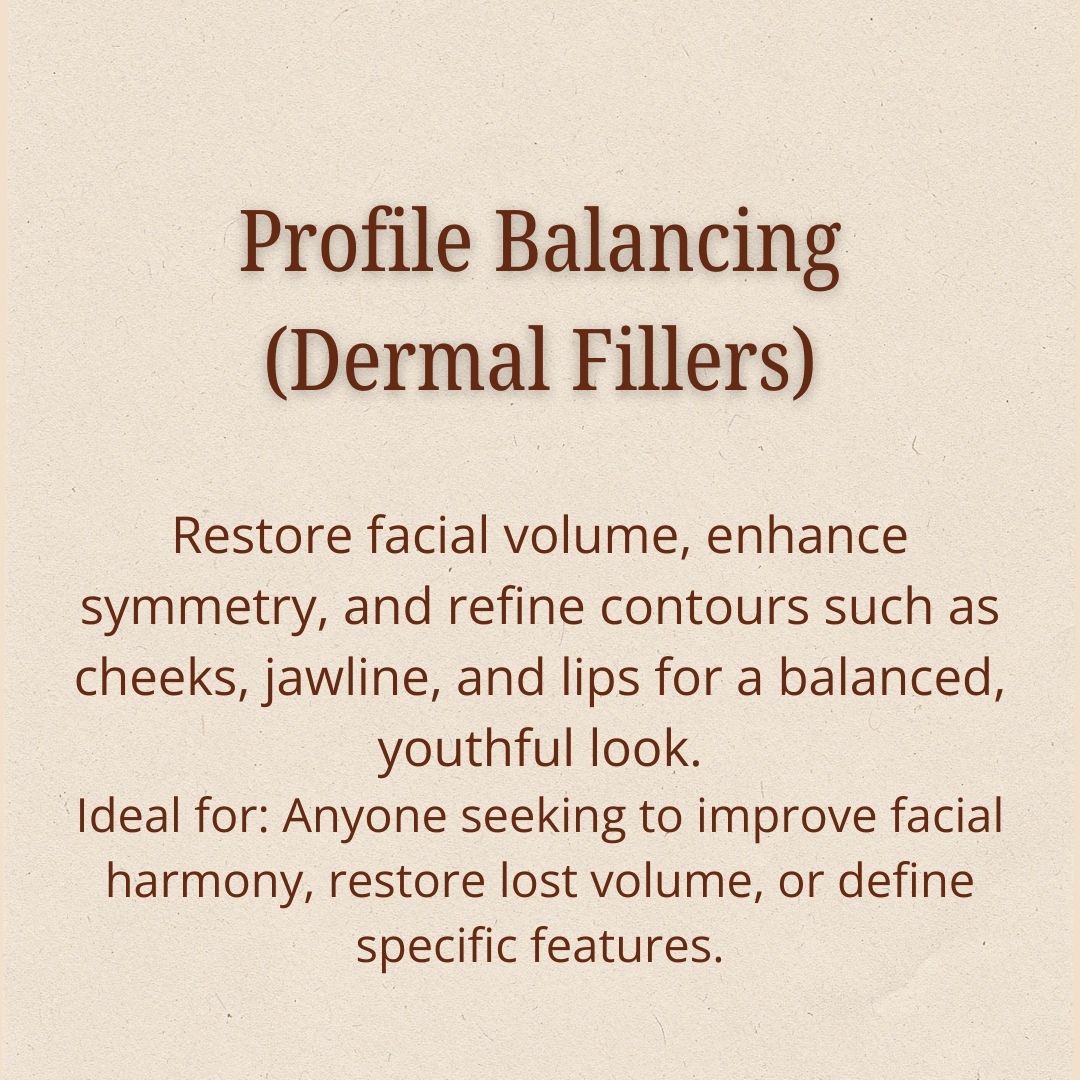 Profile Balancing
(Dermal Fillers)
Restore facial volume, enhance
symmetry, and refine contours such as
cheeks, jawline, and lips for a balanced,
youthful look.
Ideal for: Anyone seeking to improve facial
harmony, restore lost volume, or define
specific features.